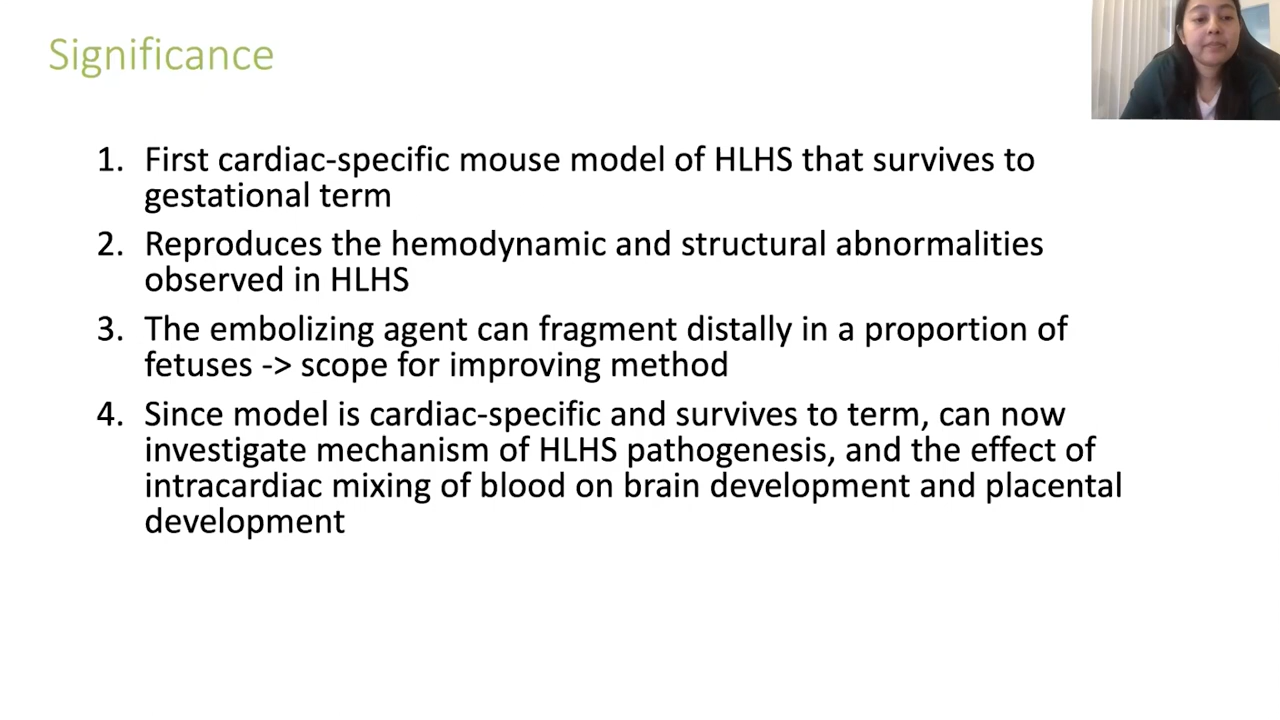 Significance
1. First cardiac-specific mouse model of HLHS that survives to
gestational term
2. Reproduces the hemodynamic and structural abnormalities
observed in HLHS
3. The embolizing agent can fragment distally in a proportion of
fetuses -> scope for improving method
4. Since model is cardiac-specific and survives to term, can now
investigate mechanism of HLHS pathogenesis, and the effect of
intracardiac mixing of blood on brain development and placental
development